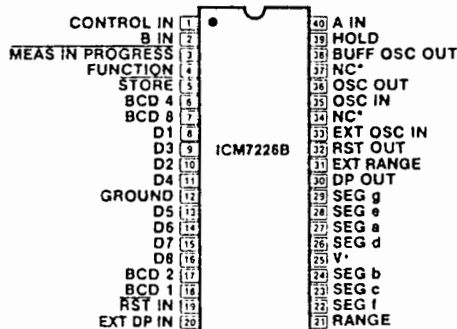 CONTROL IN 1
B IN 2
MEAS IN PROGRESS 3
FUNCTION 4
STORE 5
BCD 4 6
BCD 8 7
D1 8
D3 9
D2 10
D4 11
GROUND 12
D5 13
D6 14
D7 15
D8 16
BCD 2 17
BCD 1 18
RST IN 19
EXT DP IN 20
ICM7226B
40 A IN
39 HOLD
38 BUFF OSC OUT
37 NC*
36 OSC OUT
35 OSC IN
34 NC*
33 EXT OSC IN
32 RST OUT
31 EXT RANGE
30 DP OUT
29 SEG g
28 SEG e
27 SEG a
26 SEG d
25 V+
24 SEG b
23 SEG c
22 SEG f
21 RANGE